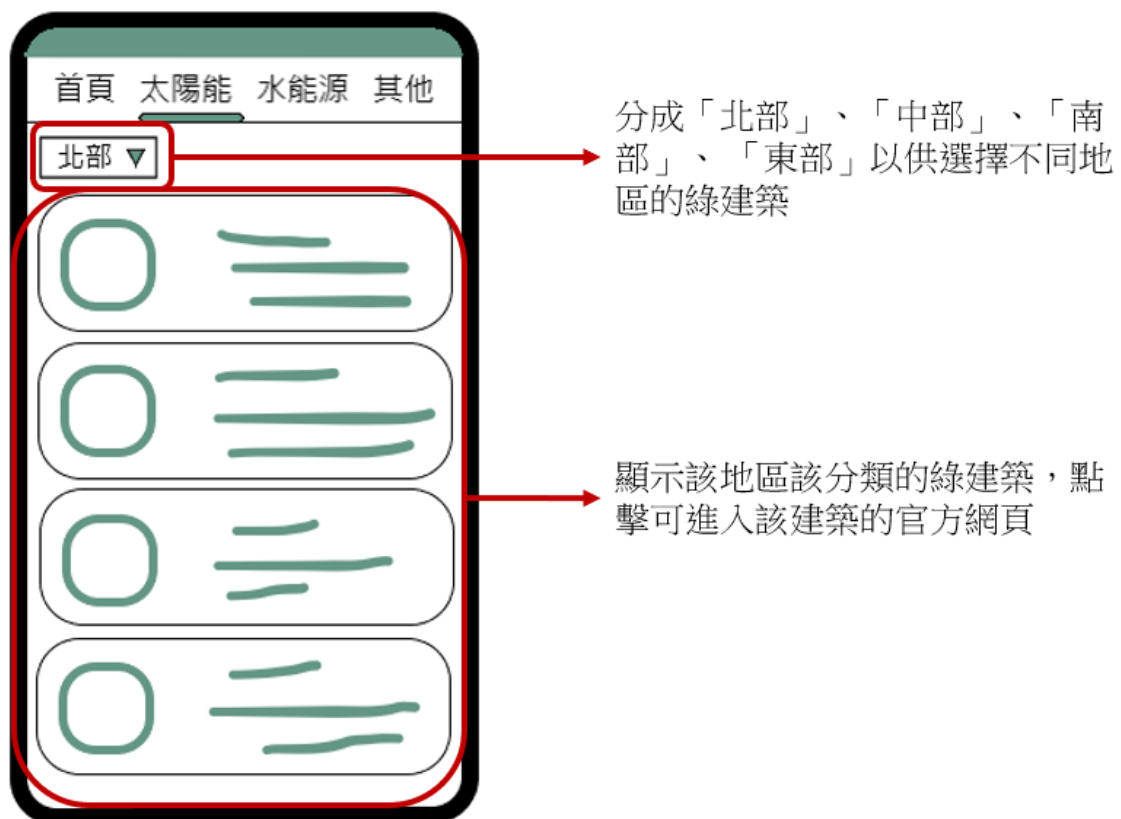 首頁 太陽能 水能源 其他
北部 ▼
分成「北部」、「中部」、「南
部」、「東部」以供選擇不同地
區的綠建築
顯示該地區該分類的綠建築，點
擊可進入該建築的官方網頁